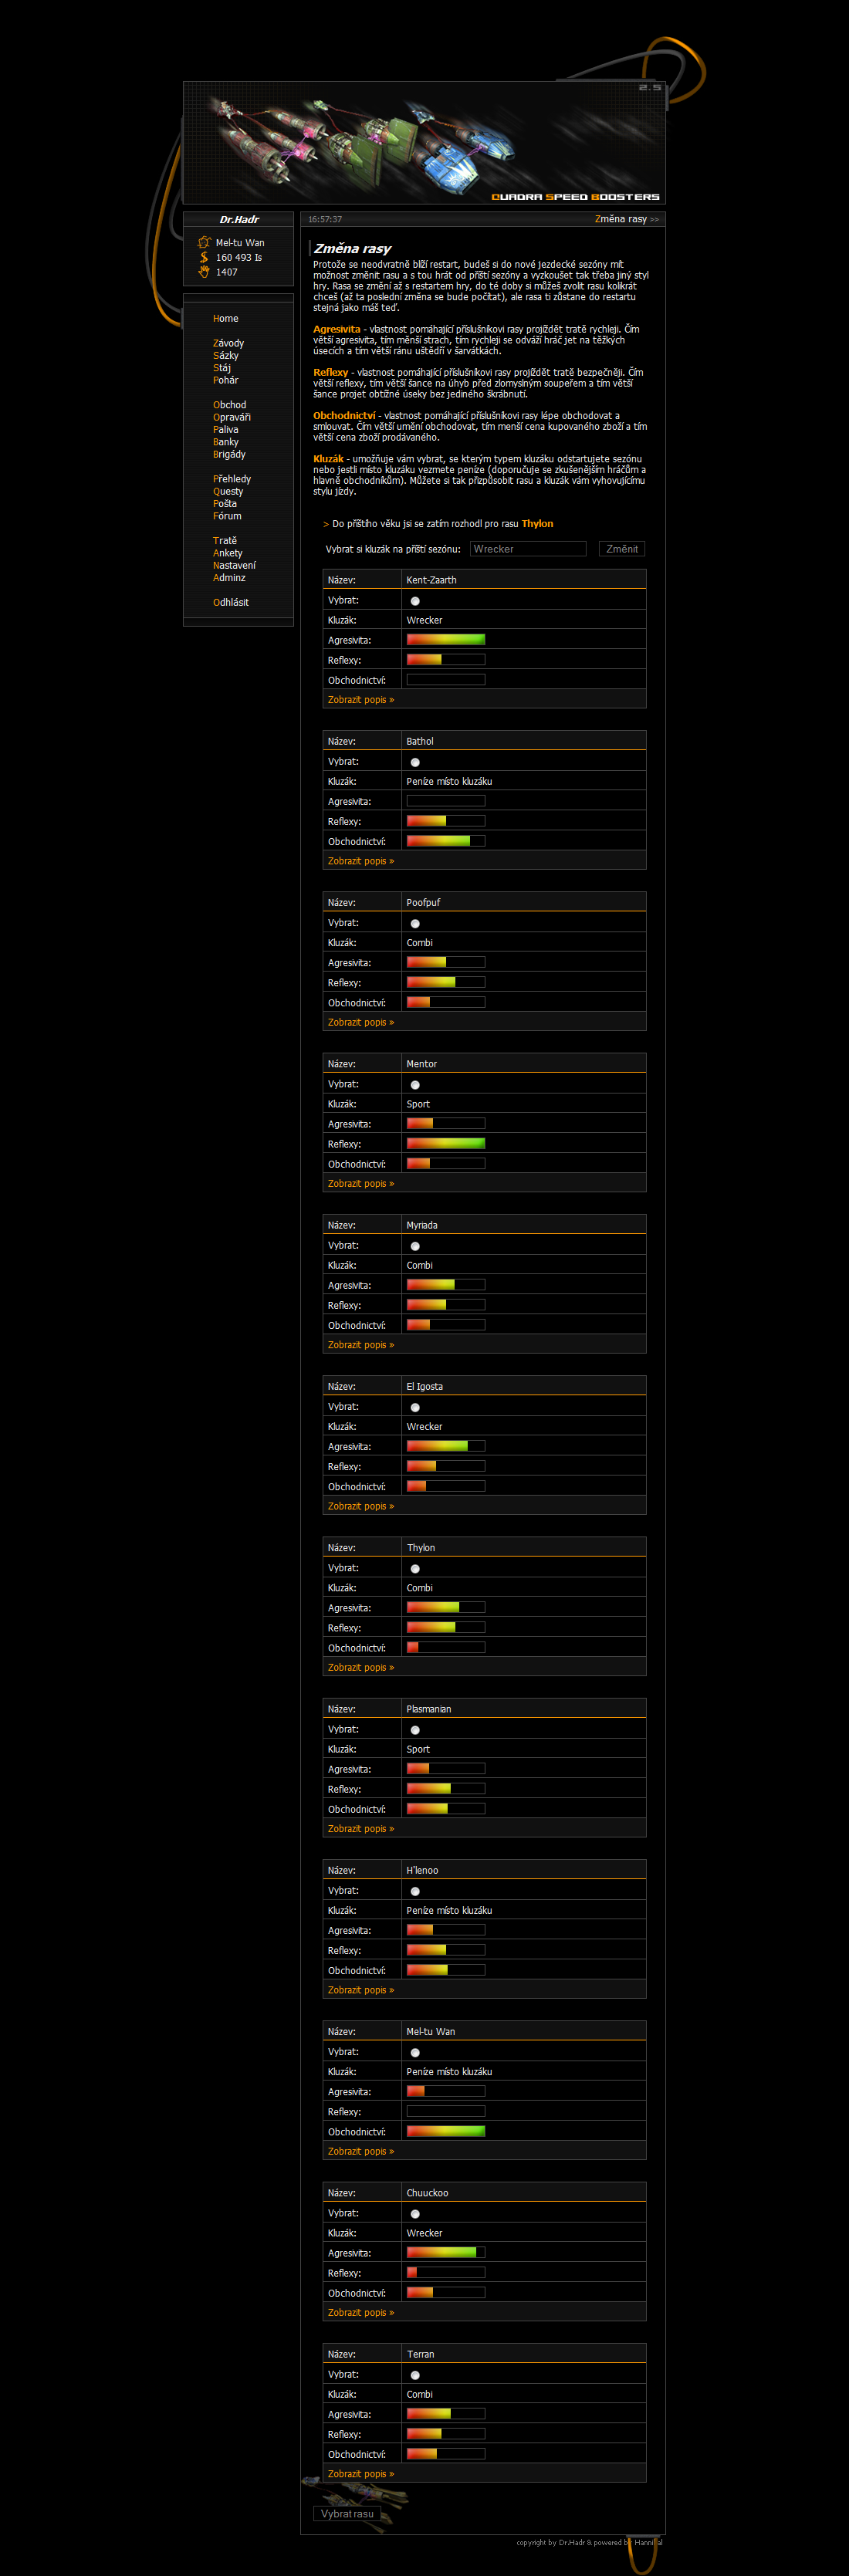 2.5
Quadra Speed Boosters
Dr.Hadr
Mel-tu Wan
160 493 Is
1407
Home
Závody
Sázky
Stáj
Pohár
Obchod
Opraváři
Paliva
Banky
Brigády
Přehledy
Questy
Pošta
Fórum
Tratě
Ankety
Nastavení
Adminz
Odhlásit
16:57:37
Změna rasy >>
Změna rasy
Protože se neodvratně blíží restart, budeš si do nové jezdecké sezóny mít
možnost změnit rasu a s tou hrát od příští sezóny a vyzkoušet tak třeba jiný styl
hry. Rasa se změní až s restartem hry, do té doby si můžeš zvolit rasu kolikrát
chceš (až ta poslední změna se bude počítat), ale rasa ti zůstane do restartu
stejná jako máš teď.
Agresivita - vlastnost pomáhající příslušníkovi rasy projíždět tratě rychleji. Čím
větší agresivita, tím měnší strach, tím rychleji se odváží hráč jet na těžkých
úsecích a tím větší ránu uštědří v šarvátkách.
Reflexy - vlastnost pomáhající příslušníkovi rasy projíždět tratě bezpečněji. Čím
větší reflexy, tím větší šance na úhyb před zlomyslným soupeřem a tím větší
šance projet obtížné úseky bez jediného škrábnutí.
Obchodnictví - vlastnost pomáhající příslušníkovi rasy lépe obchodovat a
smlouvat. Čím větší umění obchodovat, tím menší cena kupovaného zboží a tím
větší cena zboží prodávaného.
Kluzák - umožňuje vám vybrat, se kterým typem kluzáku odstartujete sezónu
nebo jestli místo kluzáku vezmete peníze (doporučuje se zkušenějším hráčům a
hlavně obchodníkům). Můžete si tak přizpůsobit rasu a kluzák vám vyhovujícímu
stylu jízdy.
> Do příštího věku jsi se zatím rozhodl pro rasu Thylon
Vybrat si kluzák na příští sezónu: Wrecker Změnit
Název: Kent-Zaarth
Vybrat:
Kluzák: Wrecker
Agresivita:
Reflexy:
Obchodnictví:
Zobrazit popis »
Název: Bathol
Vybrat:
Kluzák: Peníze místo kluzáku
Agresivita:
Reflexy:
Obchodnictví:
Zobrazit popis »
Název: Poofpuf
Vybrat:
Kluzák: Combi
Agresivita:
Reflexy:
Obchodnictví:
Zobrazit popis »
Název: Mentor
Vybrat:
Kluzák: Sport
Agresivita:
Reflexy:
Obchodnictví:
Zobrazit popis »
Název: Myriada
Vybrat:
Kluzák: Combi
Agresivita:
Reflexy:
Obchodnictví:
Zobrazit popis »
Název: El Igosta
Vybrat:
Kluzák: Wrecker
Agresivita:
Reflexy:
Obchodnictví:
Zobrazit popis »
Název: Thylon
Vybrat:
Kluzák: Combi
Agresivita:
Reflexy:
Obchodnictví:
Zobrazit popis »
Název: Plasmanian
Vybrat:
Kluzák: Sport
Agresivita:
Reflexy:
Obchodnictví:
Zobrazit popis »
Název: H'lenoo
Vybrat:
Kluzák: Peníze místo kluzáku
Agresivita:
Reflexy:
Obchodnictví:
Zobrazit popis »
Název: Mel-tu Wan
Vybrat:
Kluzák: Peníze místo kluzáku
Agresivita:
Reflexy:
Obchodnictví:
Zobrazit popis »
Název: Chuuckoo
Vybrat:
Kluzák: Wrecker
Agresivita:
Reflexy:
Obchodnictví:
Zobrazit popis »
Název: Terran
Vybrat:
Kluzák: Combi
Agresivita:
Reflexy:
Obchodnictví:
Zobrazit popis »
Vybrat rasu
copyright by Dr.Hadr & powered by Hannibal